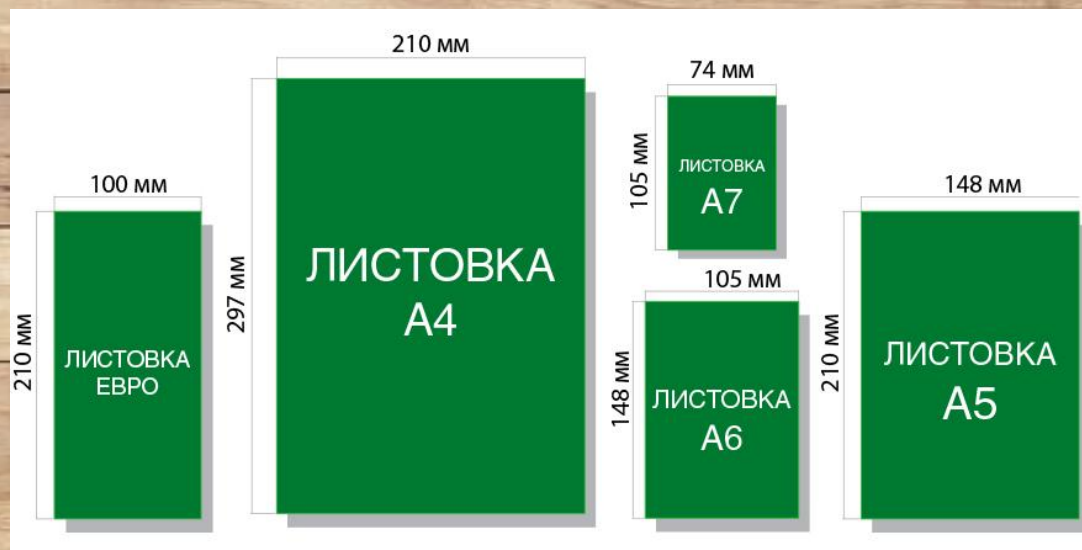 100 мм
210 мм
ЛИСТОВКА
ЕВРО
210 мм
297 мм
ЛИСТОВКА
А4
74 мм
105 мм
ЛИСТОВКА
А7
105 мм
148 мм
ЛИСТОВКА
А6
148 мм
210 мм
ЛИСТОВКА
А5